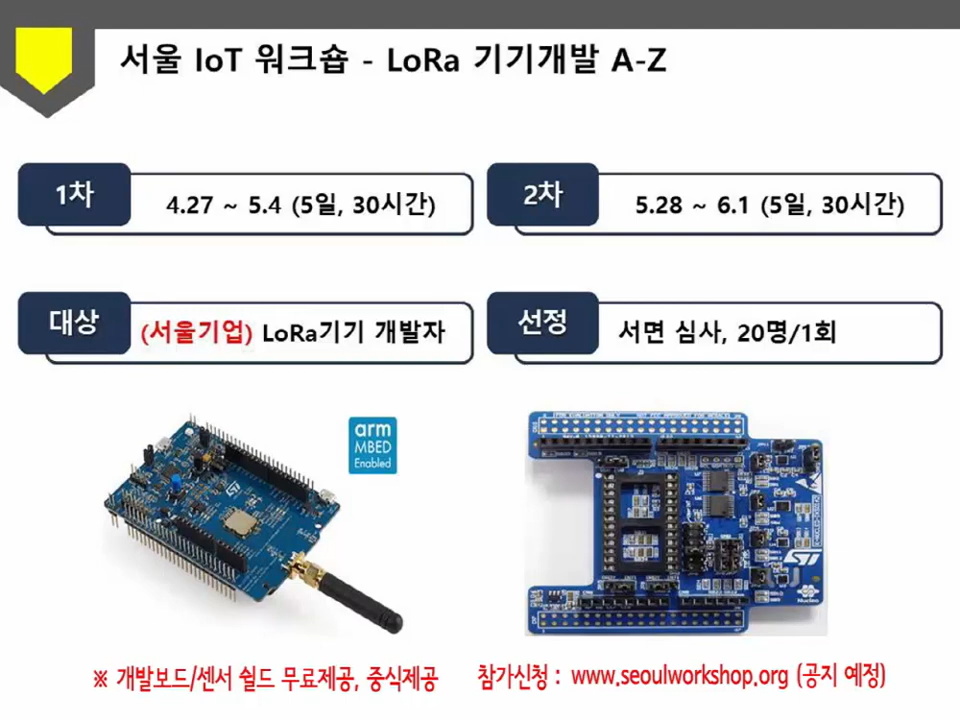 서울 IoT 워크숍 - LoRa 기기개발 A-Z
1차
4.27 ~ 5.4 (5일, 30시간)
2차
5.28 ~ 6.1 (5일, 30시간)
대상
(서울기업) LoRa기기 개발자
선정
서면 심사, 20명/1회
arm
MBED
Enabled
ST
ST
Nucleo
※ 개발보드/센서 쉴드 무료제공, 중식제공
참가신청 : www.seoulworkshop.org (공지 예정)